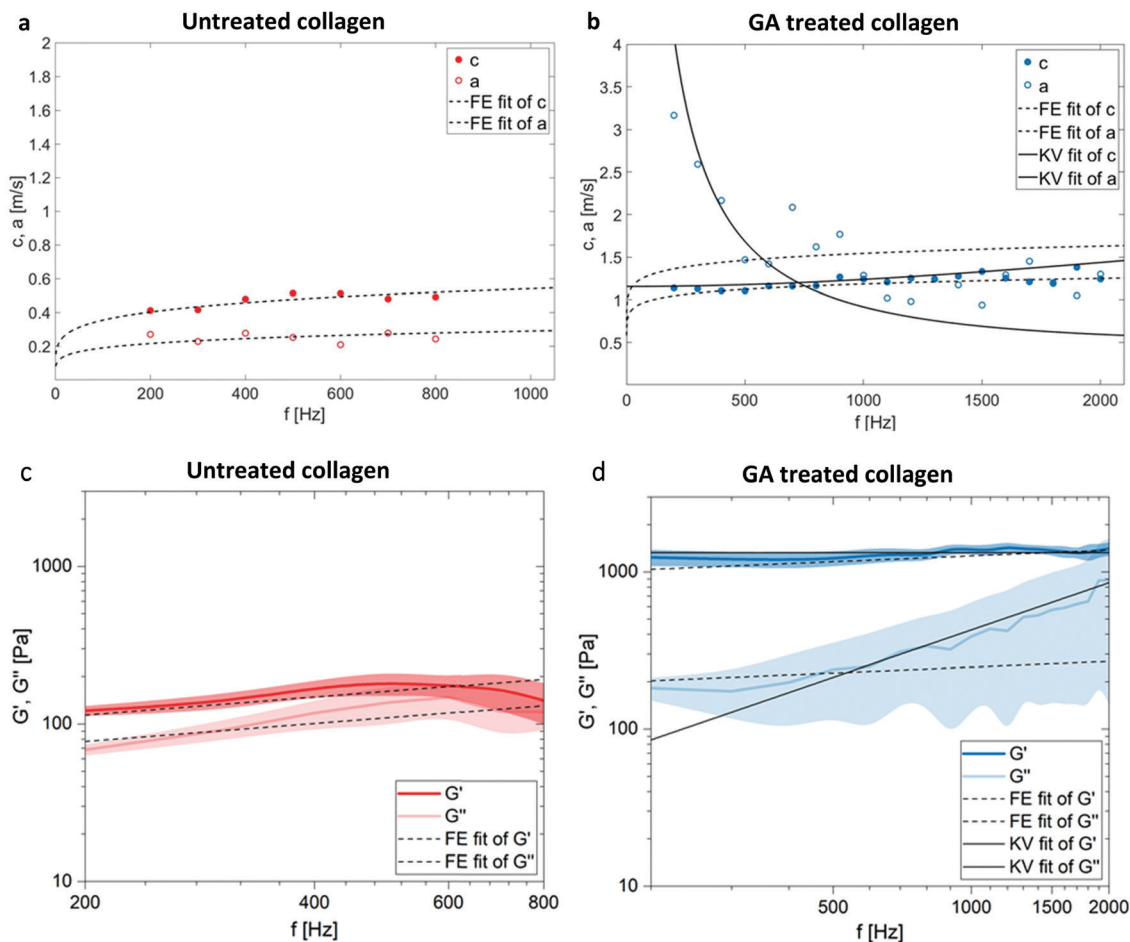 a
Untreated collagen
b
GA treated collagen
2
1.8
1.6
1.4
1.2
1
0.8
0.6
0.4
0.2
c, a [m/s]
c
a
FE fit of c
FE fit of a
0
200
400
600
800
1000
f [Hz]
4
3.5
3
2.5
2
1.5
1
0.5
c, a [m/s]
c
a
FE fit of c
FE fit of a
KV fit of c
KV fit of a
0
500
1000
1500
2000
f [Hz]
c
Untreated collagen
d
GA treated collagen
1000
100
10
G', G" [Pa]
G'
G"
FE fit of G'
FE fit of G"
200
400
600
800
f [Hz]
1000
100
10
G', G" [Pa]
G'
G"
FE fit of G'
FE fit of G"
KV fit of G'
KV fit of G"
500
1000
1500
2000
f [Hz]